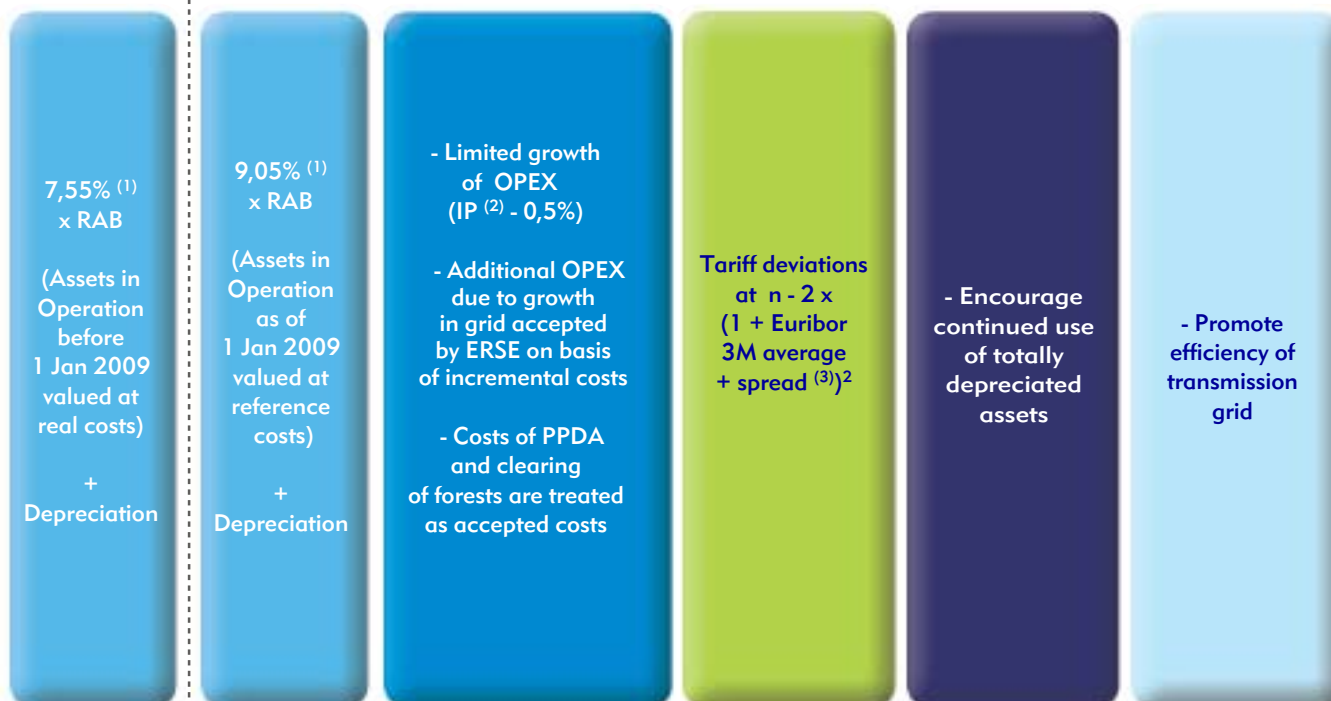 7,55% (1)
x RAB
(Assets in
Operation
before
1 Jan 2009
valued at
real costs)
+
Depreciation
9,05% (1)
x RAB
(Assets in
Operation
as of
1 Jan 2009
valued at
reference
costs)
+
Depreciation
- Limited growth
of OPEX
(IP (2) - 0,5%)
- Additional OPEX
due to growth
in grid accepted
by ERSE on basis
of incremental costs
- Costs of PPDA
and clearing
of forests are treated
as accepted costs
Tariff deviations
at n - 2 x
(1 + Euribor
3M average
+ spread (3))2
- Encourage
continued use
of totally
depreciated
assets
- Promote
efficiency of
transmission
grid